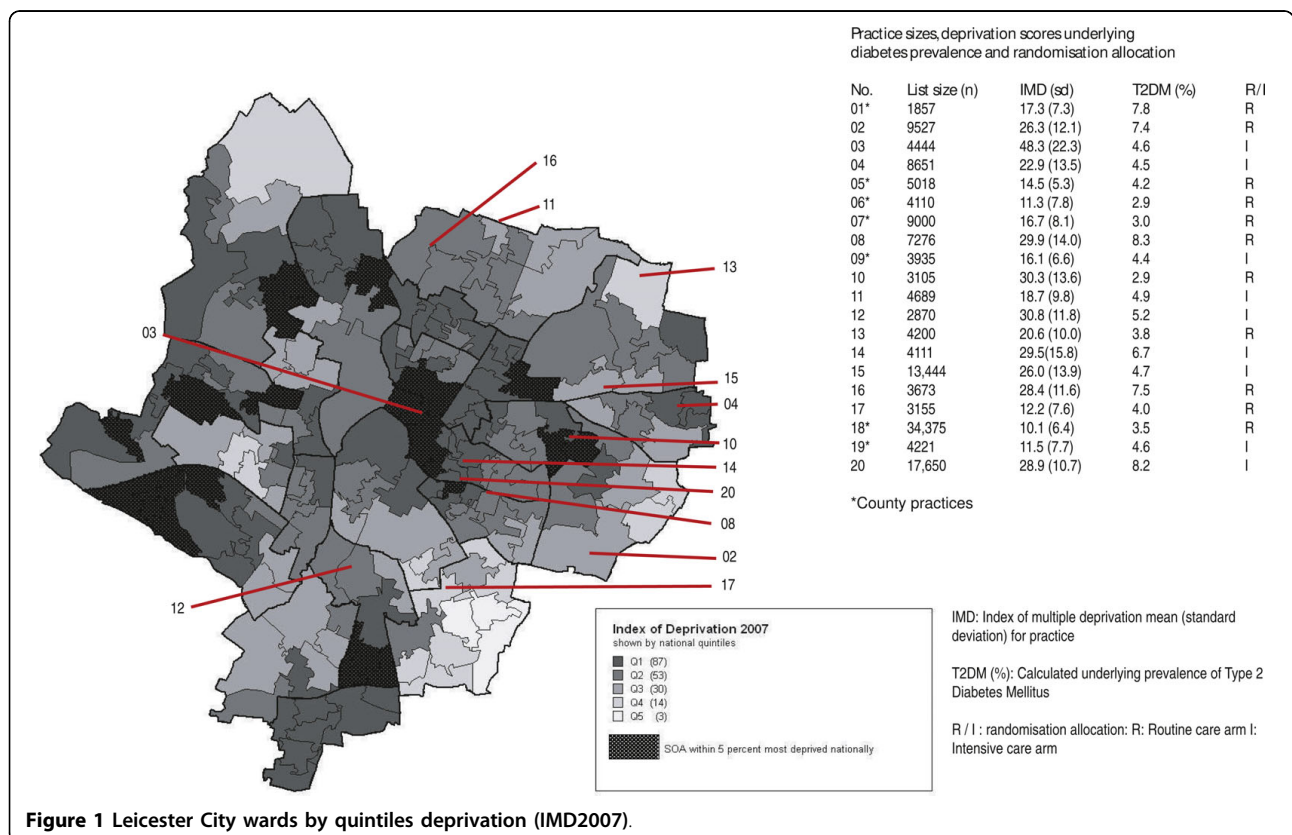 Practice sizes, deprivation scores underlying
diabetes prevalence and randomisation allocation
No. List size (n) IMD (sd) T2DM (%) R/I
01* 1857 17.3 (7.3) 7.8 R
02 9527 26.3 (12.1) 7.4 R
03 4444 48.3 (22.3) 4.6 I
04 8651 22.9 (13.5) 4.5 I
05* 5018 14.5 (5.3) 4.2 R
06* 4110 11.3 (7.8) 2.9 R
07* 9000 16.7 (8.1) 3.0 R
08 7276 29.9 (14.0) 8.3 R
09* 3935 16.1 (6.6) 4.4 I
10 3105 30.3 (13.6) 2.9 R
11 4689 18.7 (9.8) 4.9 I
12 2870 30.8 (11.8) 5.2 I
13 4200 20.6 (10.0) 3.8 R
14 4111 29.5(15.8) 6.7 I
15 13,444 26.0 (13.9) 4.7 I
16 3673 28.4 (11.6) 7.5 R
17 3155 12.2 (7.6) 4.0 R
18* 34,375 10.1 (6.4) 3.5 R
19* 4221 11.5 (7.7) 4.6 I
20 17,650 28.9 (10.7) 8.2 I
*County practices
16
11
13
03
15
04
10
14
20
08
02
17
12
Index of Deprivation 2007
shown by national quintiles
Q1 (87)
Q2 (53)
Q3 (30)
Q4 (14)
Q5 (3)
SOA within 5 percent most deprived nationally
IMD: Index of multiple deprivation mean (standard
deviation) for practice
T2DM (%): Calculated underlying prevalence of Type 2
Diabetes Mellitus
R / I : randomisation allocation: R: Routine care arm I:
Intensive care arm
Figure 1 Leicester City wards by quintiles deprivation (IMD2007).